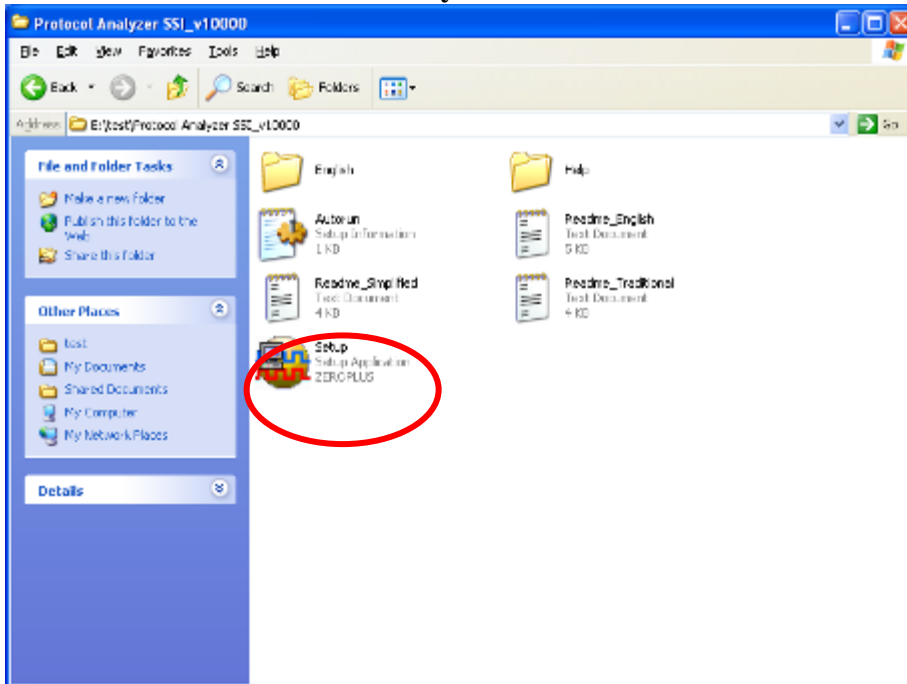 Protocol Analyzer SSI_v10000
File Edit View Favorites Tools Help
Back Search Folders
Address E:\test\Protocol Analyzer SSI_v10000 Go
File and Folder Tasks
Make a new folder
Publish this folder to the
Web
Share this folder
Other Places
test
My Documents
Shared Documents
My Computer
My Network Places
Details
English
Help
Autorun
Setup Information
1 KB
Readme_English
Text Document
5 KB
Readme_Simplified
Text Document
4 KB
Readme_Traditional
Text Document
4 KB
Setup
Setup Application
ZEROPLUS